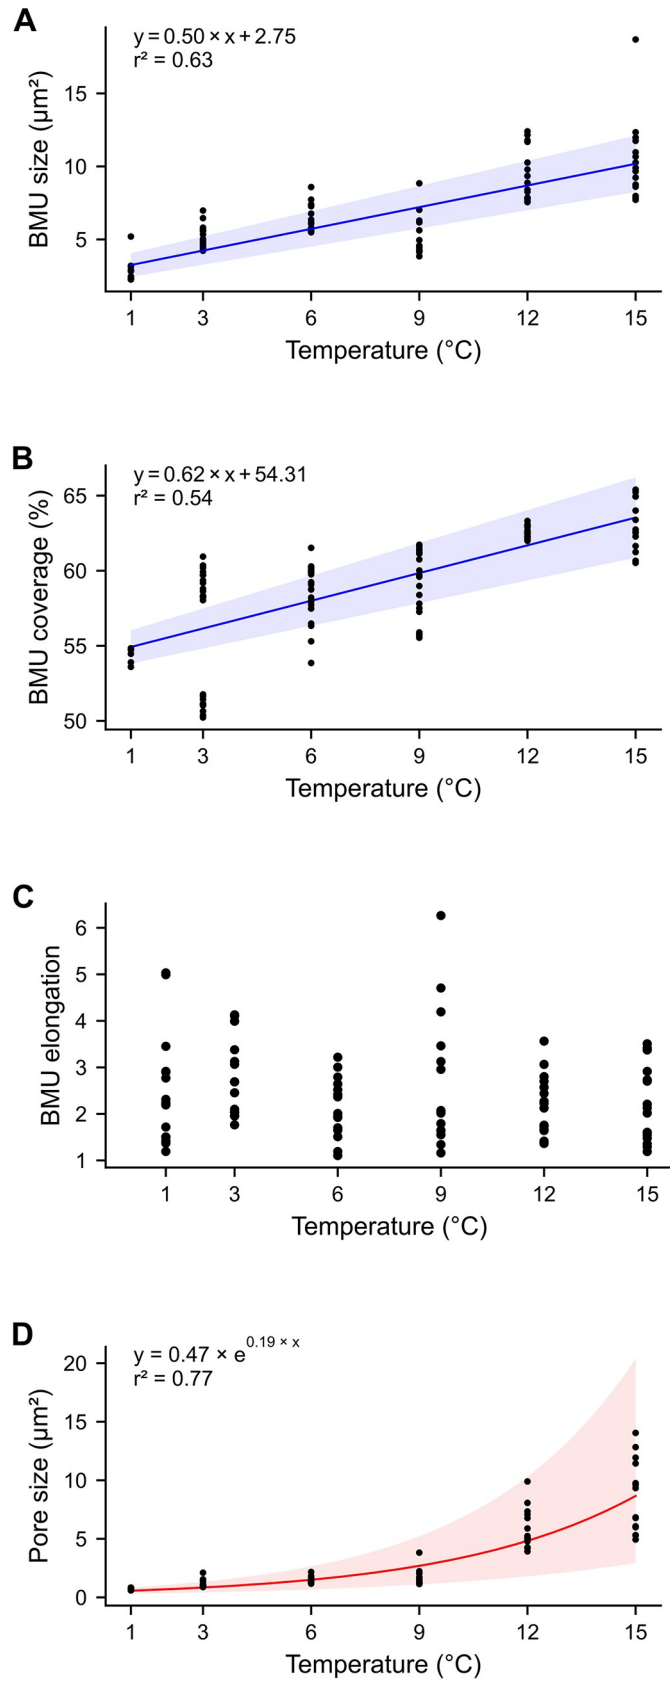 A
y = 0.50 × x + 2.75
r² = 0.63
BMU size (µm²)
15
10
5
1 3 6 9 12 15
Temperature (°C)
B
y = 0.62 × x + 54.31
r² = 0.54
BMU coverage (%)
65
60
55
50
1 3 6 9 12 15
Temperature (°C)
C
BMU elongation
6
5
4
3
2
1
1 3 6 9 12 15
Temperature (°C)
D
y = 0.47 × e^0.19 × x
r² = 0.77
Pore size (µm²)
20
15
10
5
0
1 3 6 9 12 15
Temperature (°C)